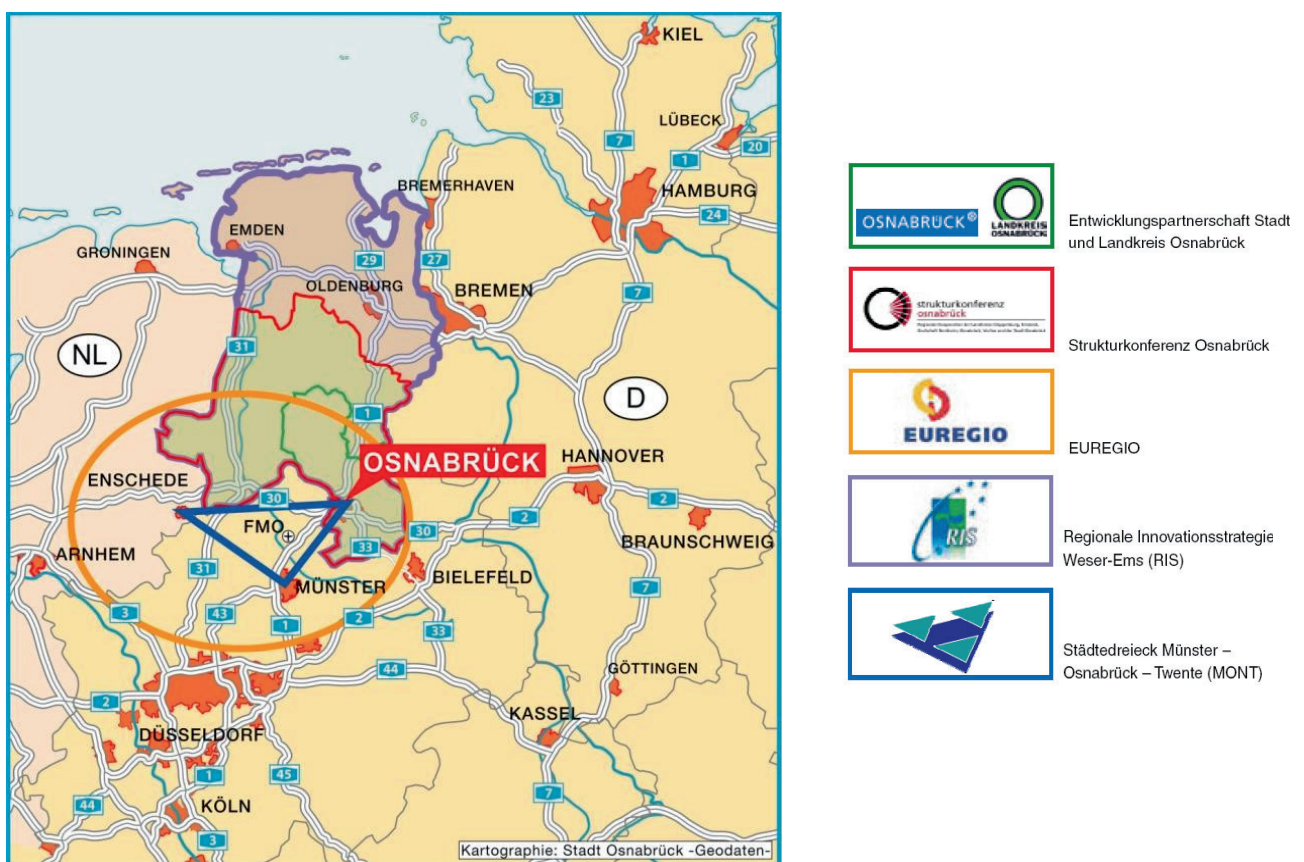 KIEL
23
7
LÜBECK
1
20
HAMBURG
24
BREMERHAVEN
EMDEN
GRONINGEN
29
27
OLDENBURG
BREMEN
7
31
NL
D
1
OSNABRÜCK
HANNOVER
ENSCHEDE
30
2
FMO
30
2
BRAUNSCHWEIG
ARNHEM
33
31
BIELEFELD
MÜNSTER
7
3
43
1
2
33
44
GÖTTINGEN
2
KASSEL
DÜSSELDORF
1
45
7
44
KÖLN
3
Kartographie: Stadt Osnabrück -Geodaten-
OSNABRÜCK®
LANDKREIS
OSNABRÜCK
Entwicklungspartnerschaft Stadt
und Landkreis Osnabrück
strukturkonferenz
osnabrück
Strukturkonferenz Osnabrück
EUREGIO
EUREGIO
RIS
Regionale Innovationsstrategie
Weser-Ems (RIS)
Städtedreieck Münster –
Osnabrück – Twente (MONT)